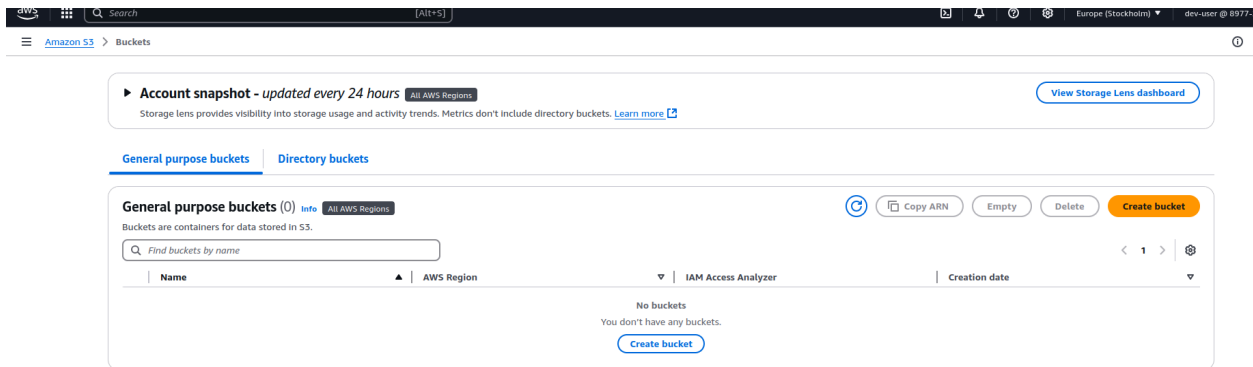 aws Search [Alt+S] Europe (Stockholm) ▼ dev-user @ 8977-
Amazon S3 > Buckets
Account snapshot - updated every 24 hours All AWS Regions View Storage Lens dashboard
Storage lens provides visibility into storage usage and activity trends. Metrics don't include directory buckets. Learn more
General purpose buckets Directory buckets
General purpose buckets (0) Info All AWS Regions Copy ARN Empty Delete Create bucket
Buckets are containers for data stored in S3.
Find buckets by name < 1 >
Name AWS Region IAM Access Analyzer Creation date
No buckets
You don't have any buckets.
Create bucket